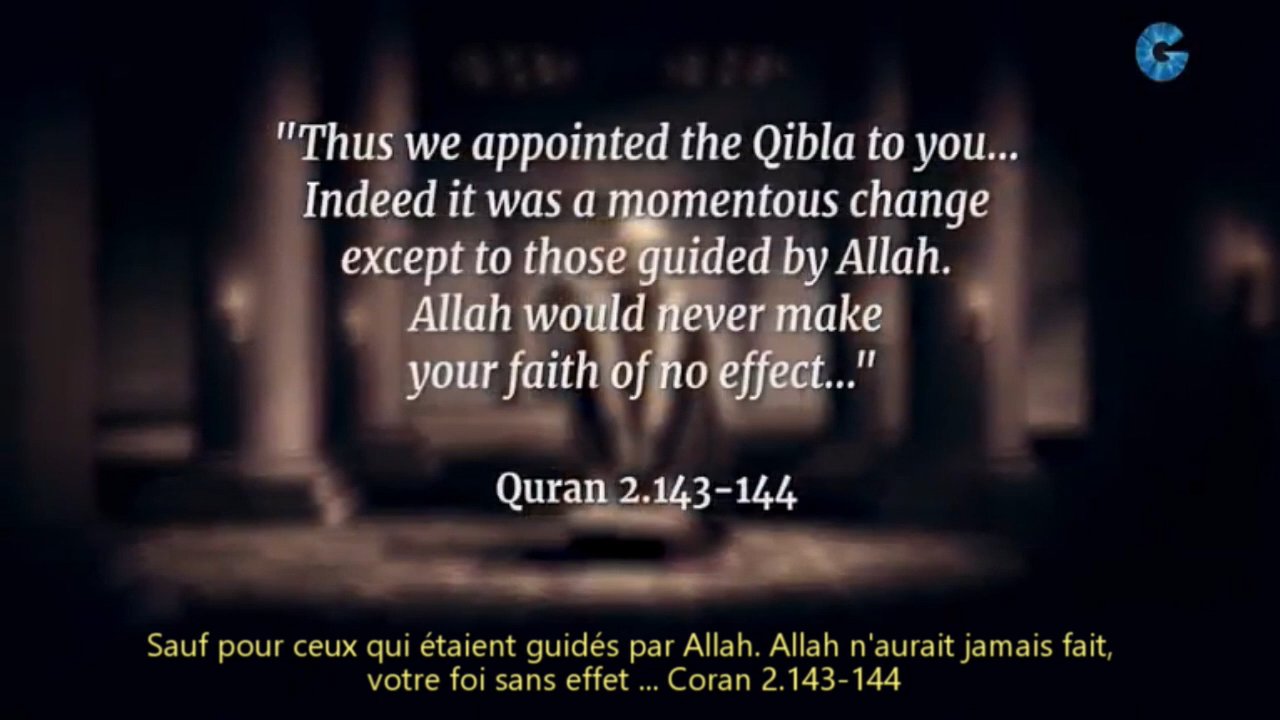 "Thus we appointed the Qibla to you...
Indeed it was a momentous change
except to those guided by Allah.
Allah would never make
your faith of no effect..."
Quran 2.143-144
Sauf pour ceux qui étaient guidés par Allah. Allah n'aurait jamais fait,
votre foi sans effet ... Coran 2.143-144